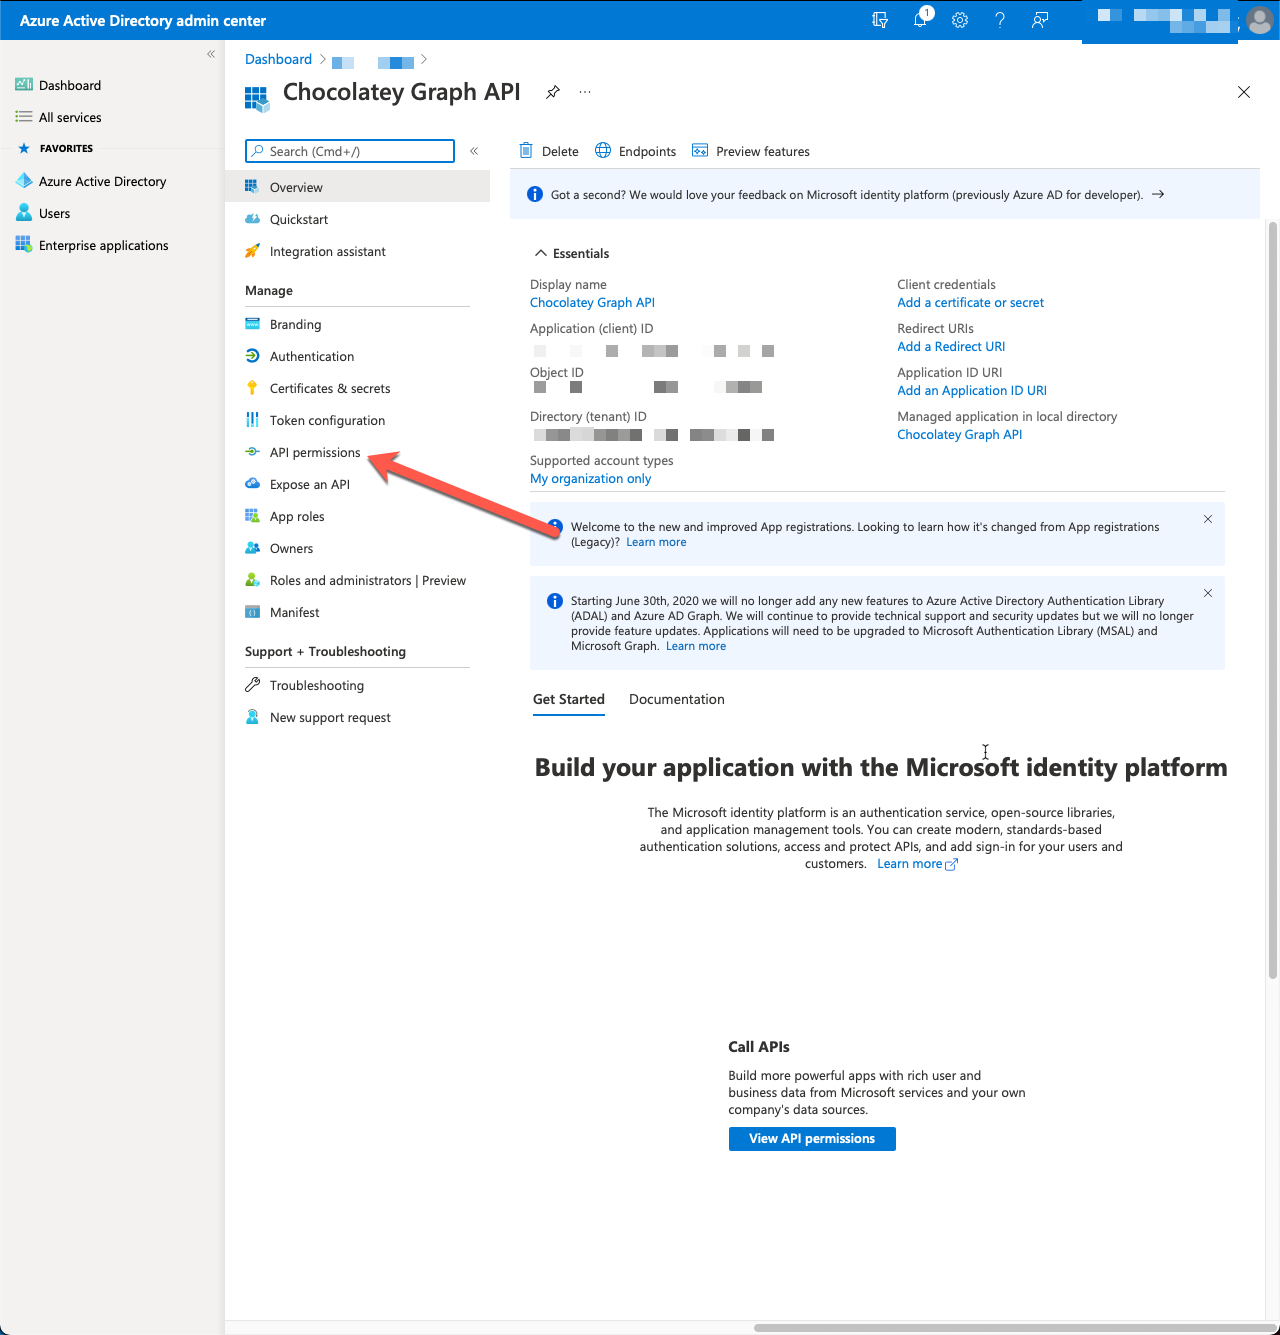 Azure Active Directory admin center
1
Dashboard
All services
FAVORITES
Azure Active Directory
Users
Enterprise applications
Dashboard
Chocolatey Graph API
Search (Cmd+/)
Overview
Quickstart
Integration assistant
Manage
Branding
Authentication
Certificates & secrets
Token configuration
API permissions
Expose an API
App roles
Owners
Roles and administrators | Preview
Manifest
Support + Troubleshooting
Troubleshooting
New support request
Delete
Endpoints
Preview features
Got a second? We would love your feedback on Microsoft identity platform (previously Azure AD for developer).
Essentials
Display name
Chocolatey Graph API
Application (client) ID
Object ID
Directory (tenant) ID
Supported account types
My organization only
Client credentials
Add a certificate or secret
Redirect URIs
Add a Redirect URI
Application ID URI
Add an Application ID URI
Managed application in local directory
Chocolatey Graph API
Welcome to the new and improved App registrations. Looking to learn how it's changed from App registrations
(Legacy)? Learn more
Starting June 30th, 2020 we will no longer add any new features to Azure Active Directory Authentication Library
(ADAL) and Azure AD Graph. We will continue to provide technical support and security updates but we will no longer
provide feature updates. Applications will need to be upgraded to Microsoft Authentication Library (MSAL) and
Microsoft Graph. Learn more
Get Started
Documentation
Build your application with the Microsoft identity platform
The Microsoft identity platform is an authentication service, open-source libraries,
and application management tools. You can create modern, standards-based
authentication solutions, access and protect APIs, and add sign-in for your users and
customers. Learn more
Call APIs
Build more powerful apps with rich user and
business data from Microsoft services and your own
company's data sources.
View API permissions